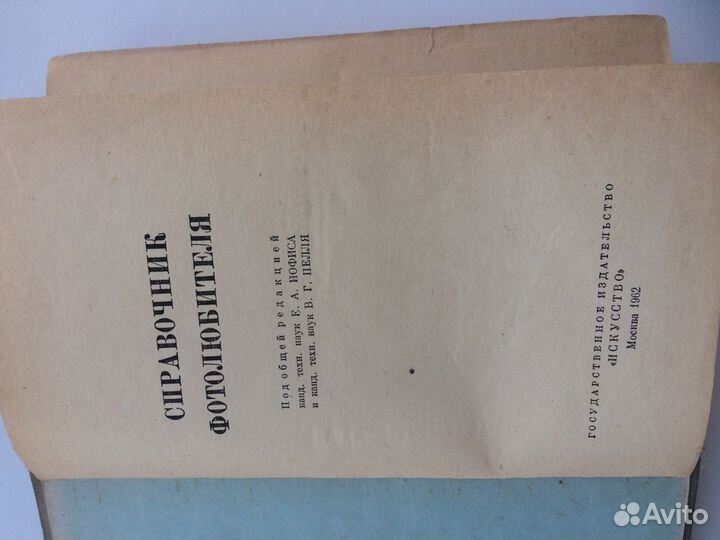 СПРАВОЧНИК
ФОТОЛЮБИТЕЛЯ
Под общей редакцией
канд. техн. наук Е. А. ИОФИСА
и канд. техн. наук В. Г. ПЕЛЛЯ
ГОСУДАРСТВЕННОЕ ИЗДАТЕЛЬСТВО
«ИСКУССТВО»
Москва 1962
Avito